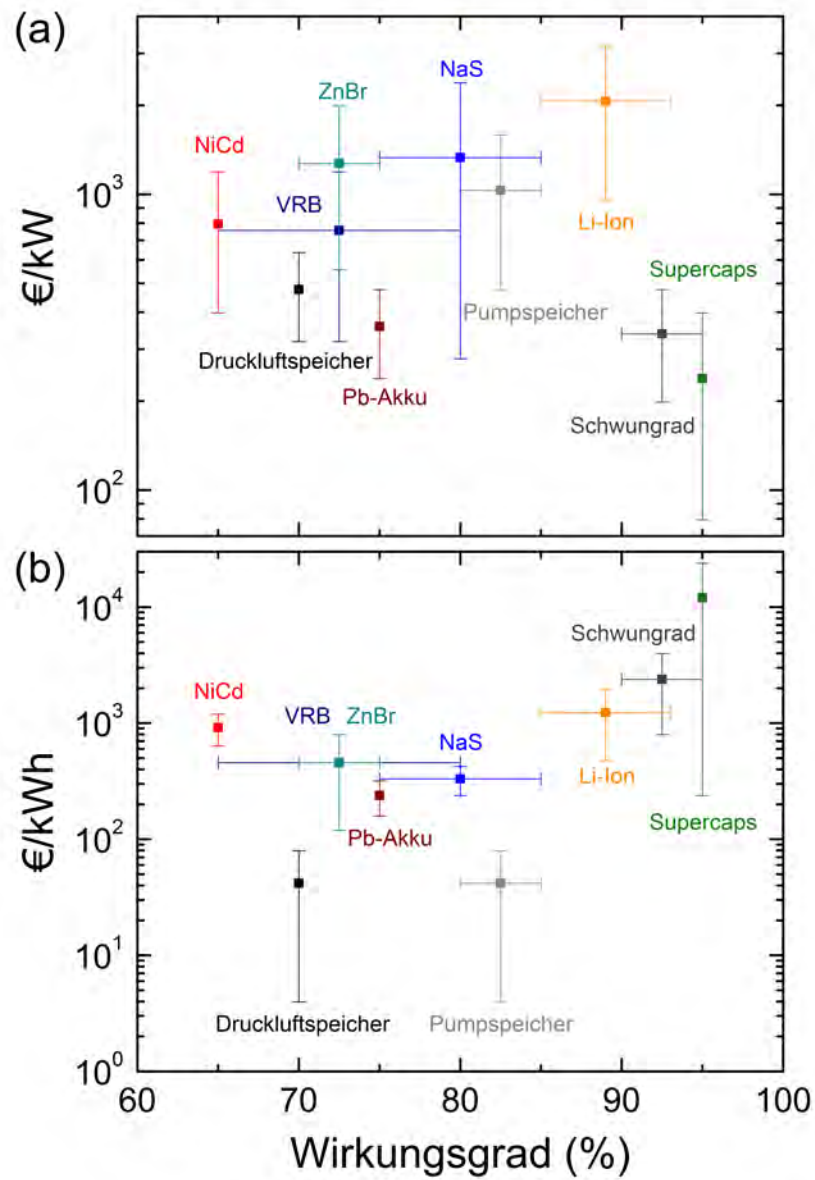 (a)
€/kW
10³
10²
NaS
ZnBr
NiCd
VRB
Li-Ion
Supercaps
Pumpspeicher
Druckluftspeicher
Pb-Akku
Schwungrad
(b)
€/kWh
10⁴
10³
10²
10¹
10⁰
Schwungrad
NiCd
VRB ZnBr
NaS
Li-Ion
Supercaps
Pb-Akku
Druckluftspeicher Pumpspeicher
60 70 80 90 100
Wirkungsgrad (%)